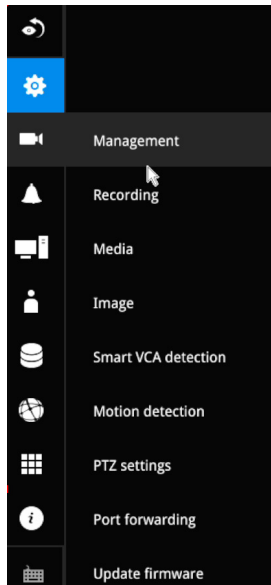 Management
Recording
Media
Image
Smart VCA detection
Motion detection
PTZ settings
Port forwarding
Update firmware